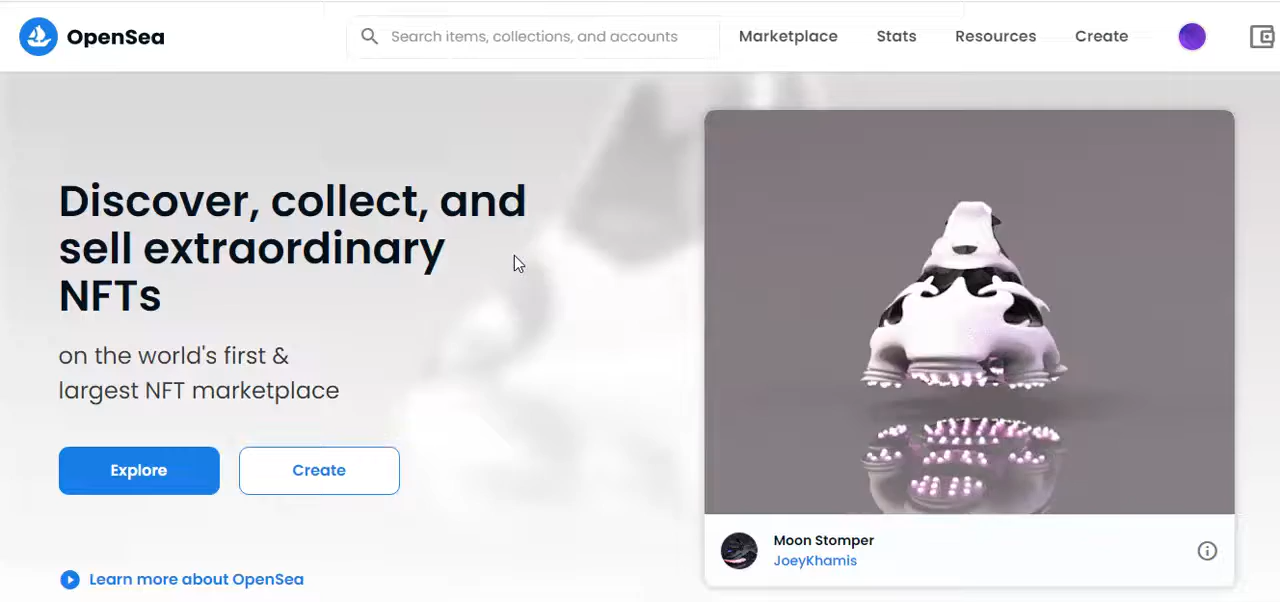 OpenSea
Search items, collections, and accounts
Marketplace
Stats
Resources
Create
Discover, collect, and
sell extraordinary
NFTs
on the world's first &
largest NFT marketplace
Explore
Create
Learn more about OpenSea
Moon Stomper
JoeyKhamis